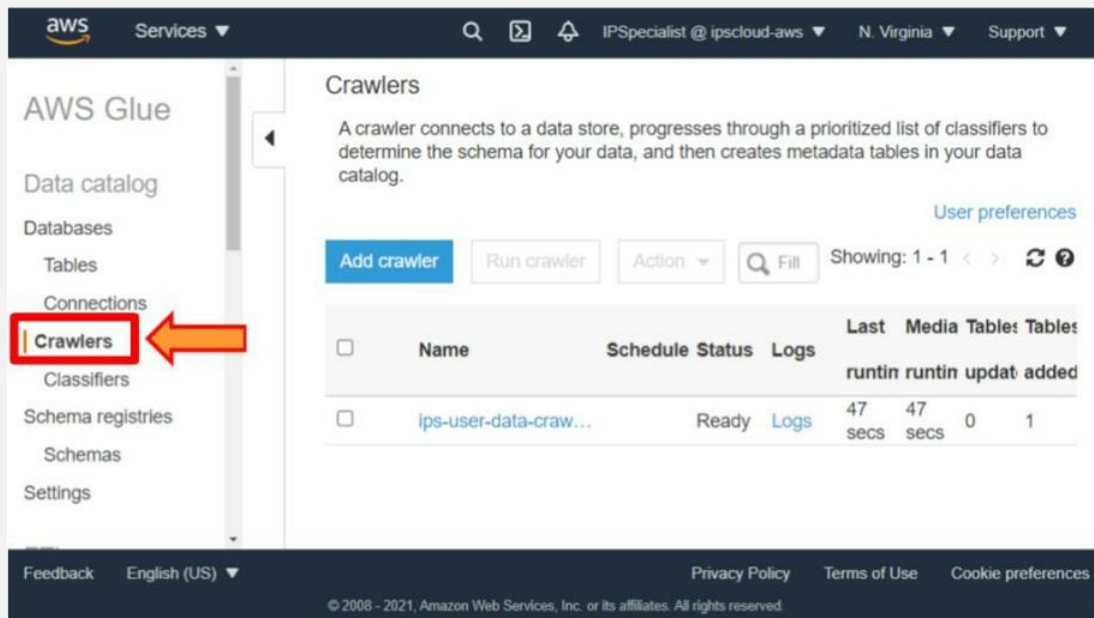 aws
Services
IPSpecialist @ ipscloud-aws
N. Virginia
Support
AWS Glue
Data catalog
Databases
Tables
Connections
Crawlers
Classifiers
Schema registries
Schemas
Settings
Crawlers
A crawler connects to a data store, progresses through a prioritized list of classifiers to
determine the schema for your data, and then creates metadata tables in your data
catalog.
User preferences
Add crawler
Run crawler
Action
Filt
Showing: 1 - 1
Name
Schedule Status Logs
Last Media Tables Tables
runtin runtin updat added
ips-user-data-craw...
Ready Logs
47 secs
47 secs
0
1
Feedback
English (US)
Privacy Policy
Terms of Use
Cookie preferences
© 2008 - 2021, Amazon Web Services, Inc. or its affiliates. All rights reserved.